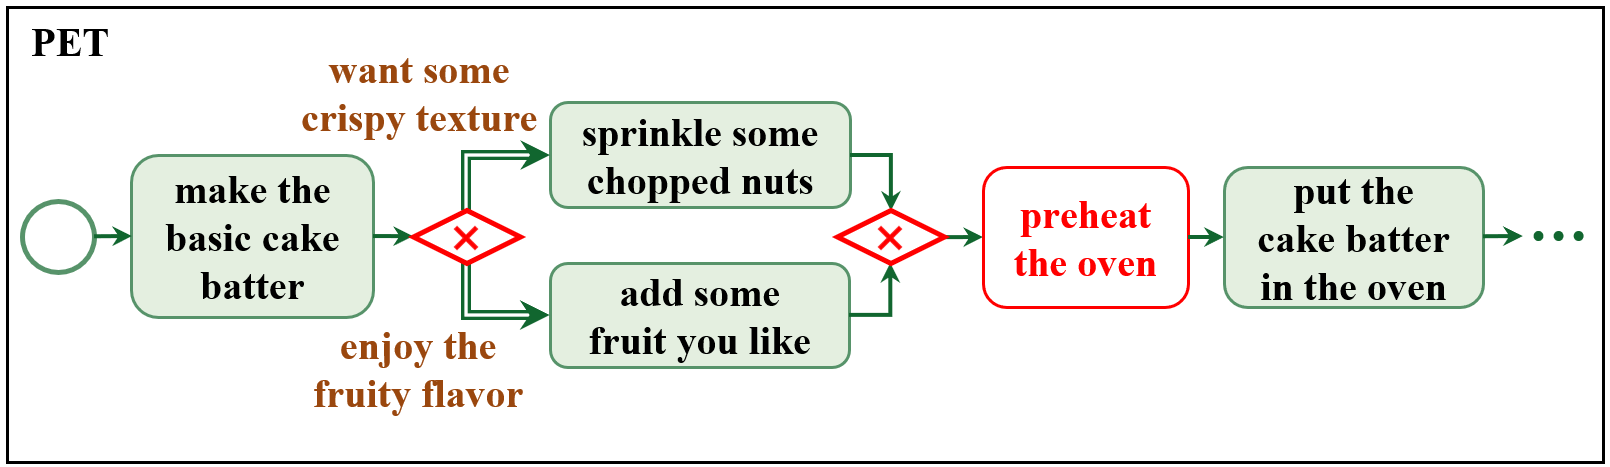 PET
want some
crispy texture
make the
basic cake
batter
sprinkle some
chopped nuts
add some
fruit you like
enjoy the
fruity flavor
preheat
the oven
put the
cake batter
in the oven
...